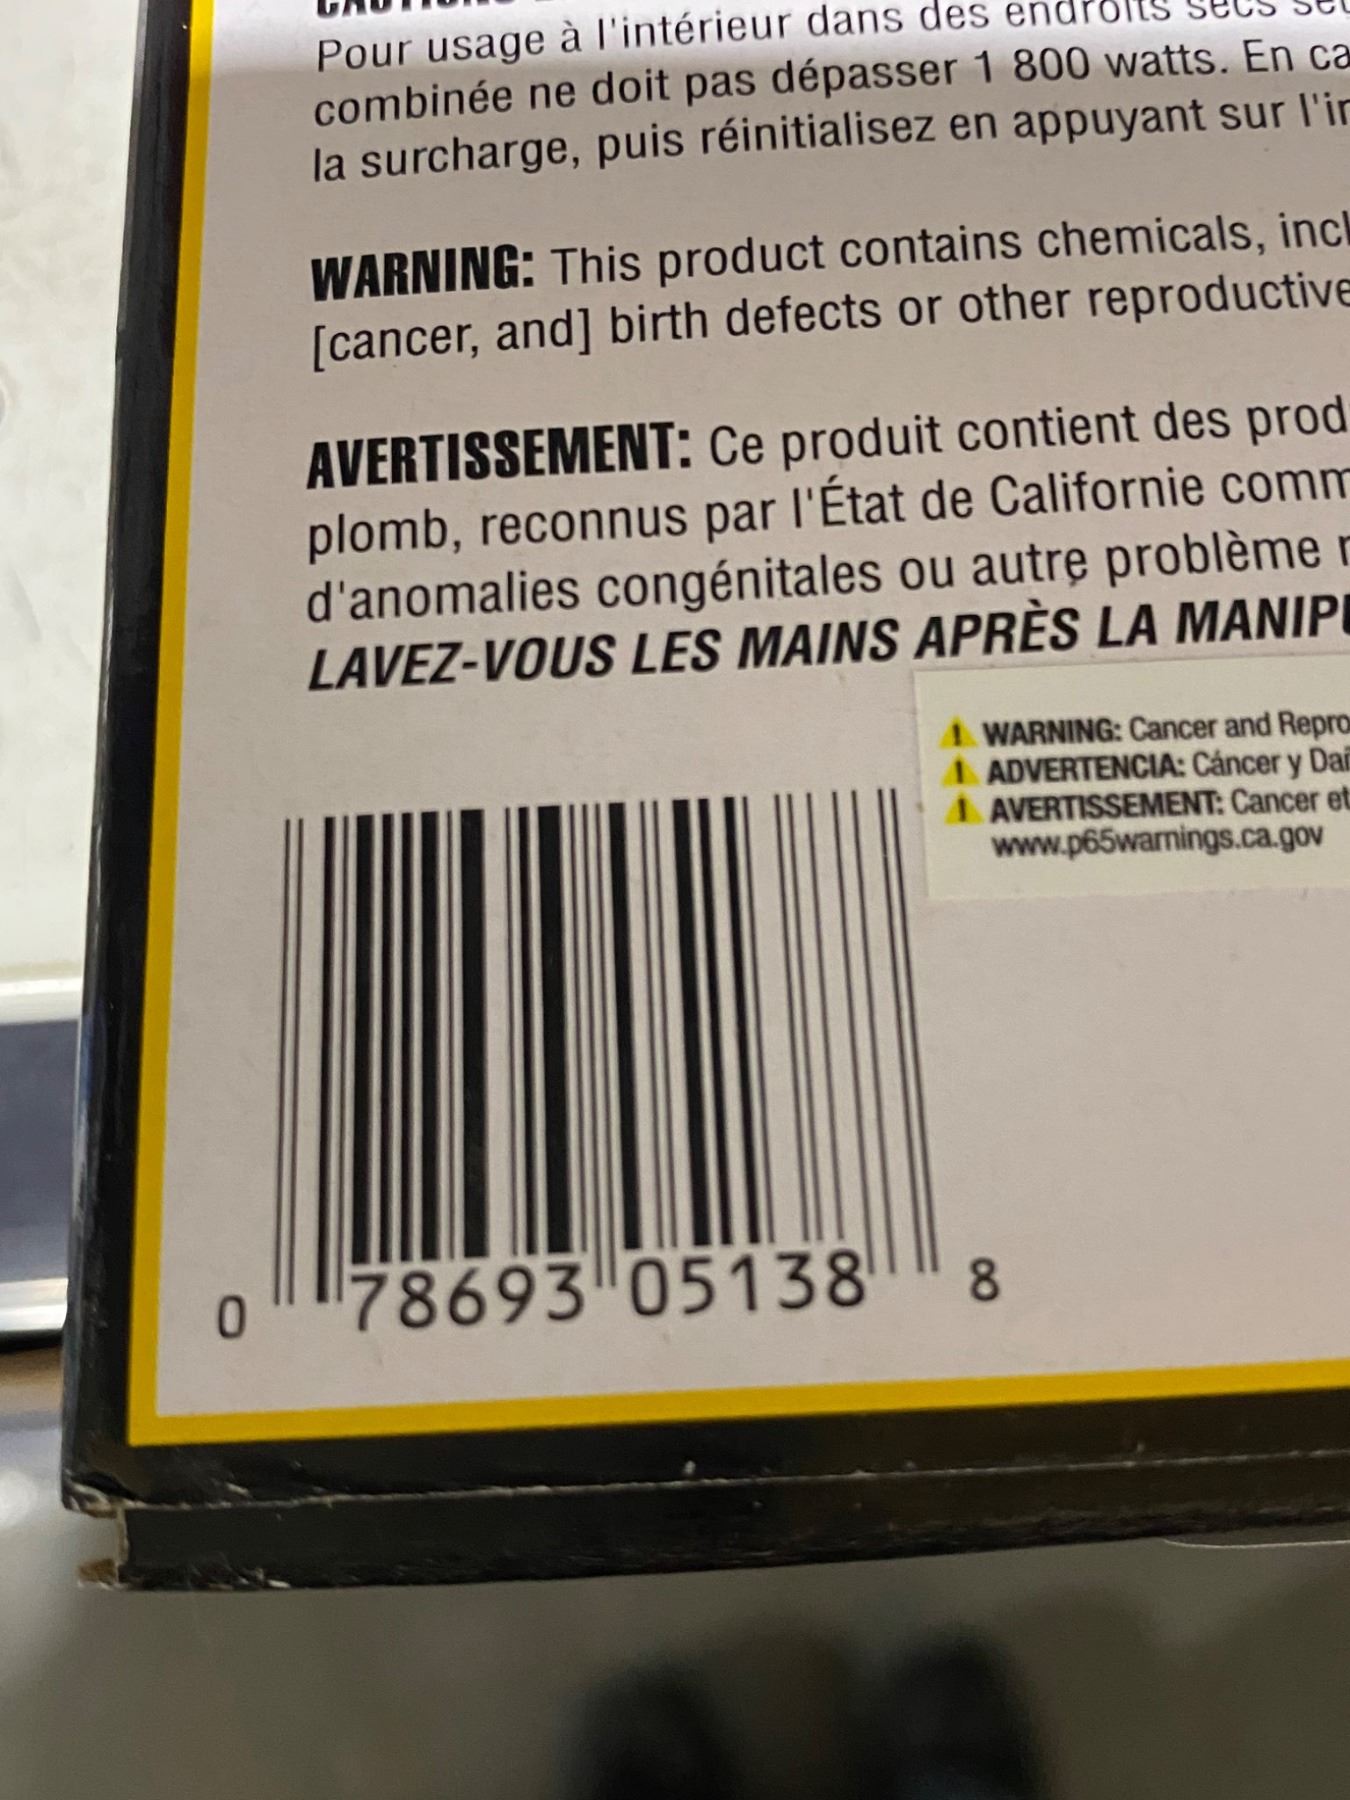 Pour usage à l'intérieur dans des endroits secs
combinée ne doit pas dépasser 1 800 watts. En
la surcharge, puis réinitialisez en appuyant sur
WARNING: This product contains chemicals,
[cancer, and] birth defects or other reproductive
AVERTISSEMENT: Ce produit contient des
plomb, reconnus par l'État de Californie
d'anomalies congénitales ou autre problème
LAVEZ-VOUS LES MAINS APRÈS LA
WARNING: Cancer and
ADVERTENCIA: Cáncer y
AVERTISSEMENT: Cancer et
www.p65warnings.ca.gov
0 78693 05138 8